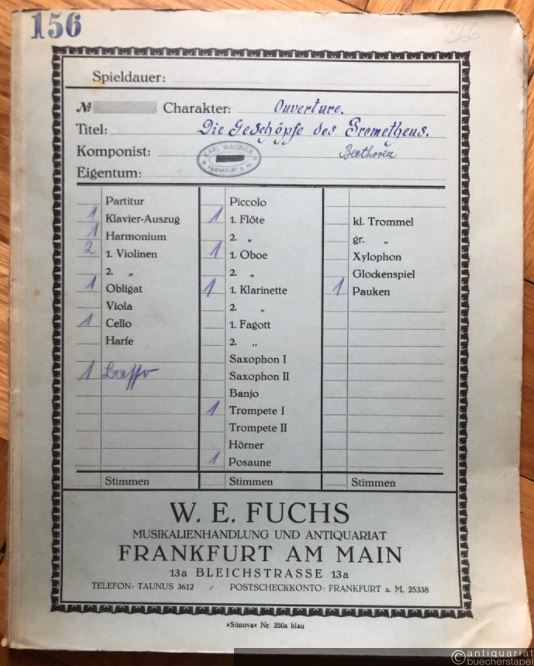 156
Spieldauer:
№ Charakter: Ouverture.
Titel: Die Geschöpfe des Prometheus.
Komponist: Beethoven
KARL WAGNER
FRANKFURT A. M.
Eigentum:
Partitur
1 Klavier-Auszug
1 Harmonium
2 1. Violinen
2. „
1 Obligat
Viola
1 Cello
Harfe
1 Basso
Stimmen
Piccolo
1 1. Flöte
2. „
1 1. Oboe
2. „
1 1. Klarinette
2. „
1. Fagott
2. „
Saxophon I
Saxophon II
Banjo
1 Trompete I
Trompete II
Hörner
1 Posaune
Stimmen
kl. Trommel
gr. „
Xylophon
Glockenspiel
1 Pauken
Stimmen
W. E. FUCHS
MUSIKALIENHANDLUNG UND ANTIQUARIAT
FRANKFURT AM MAIN
13a BLEICHSTRASSE 13a
TELEFON: TAUNUS 3612 / POSTSCHECKKONTO: FRANKFURT a. M. 25338
»Sünova« Nr. 350a blau
antiquariat
buecherstapel